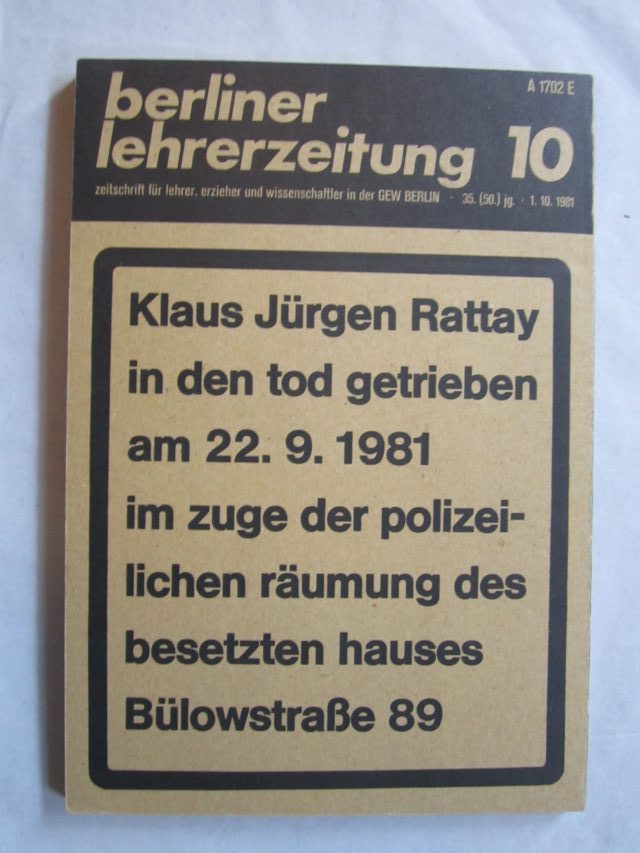 A 1702 E
berliner
lehrerzeitung 10
zeitschrift für lehrer, erzieher und wissenschaftler in der GEW BERLIN · 35. (50.) jg. · 1. 10. 1981
Klaus Jürgen Rattay
in den tod getrieben
am 22. 9. 1981
im zuge der polizei-
lichen räumung des
besetzten hauses
Bülowstraße 89